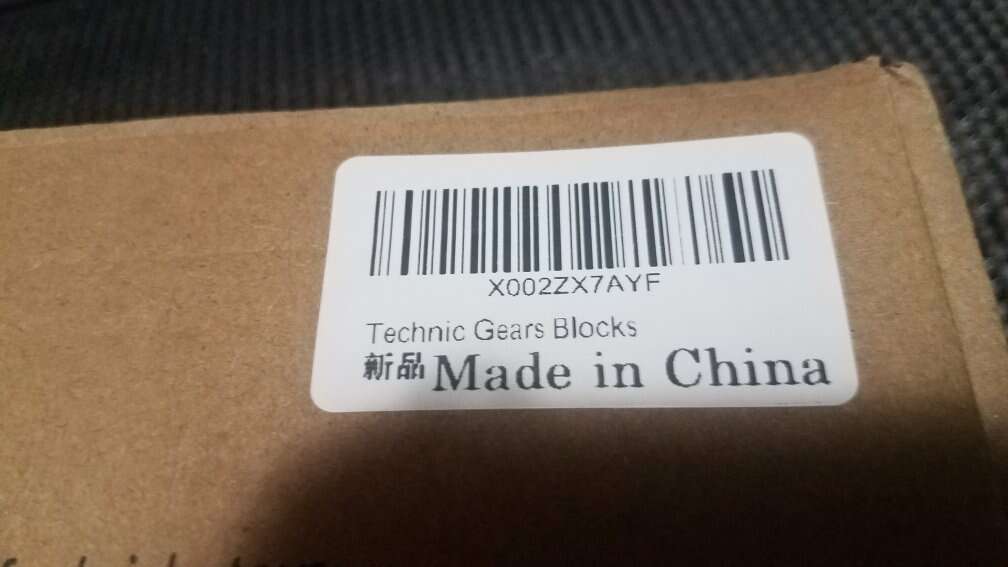 X002ZX7AYF
Technic Gears Blocks
新品 Made in China